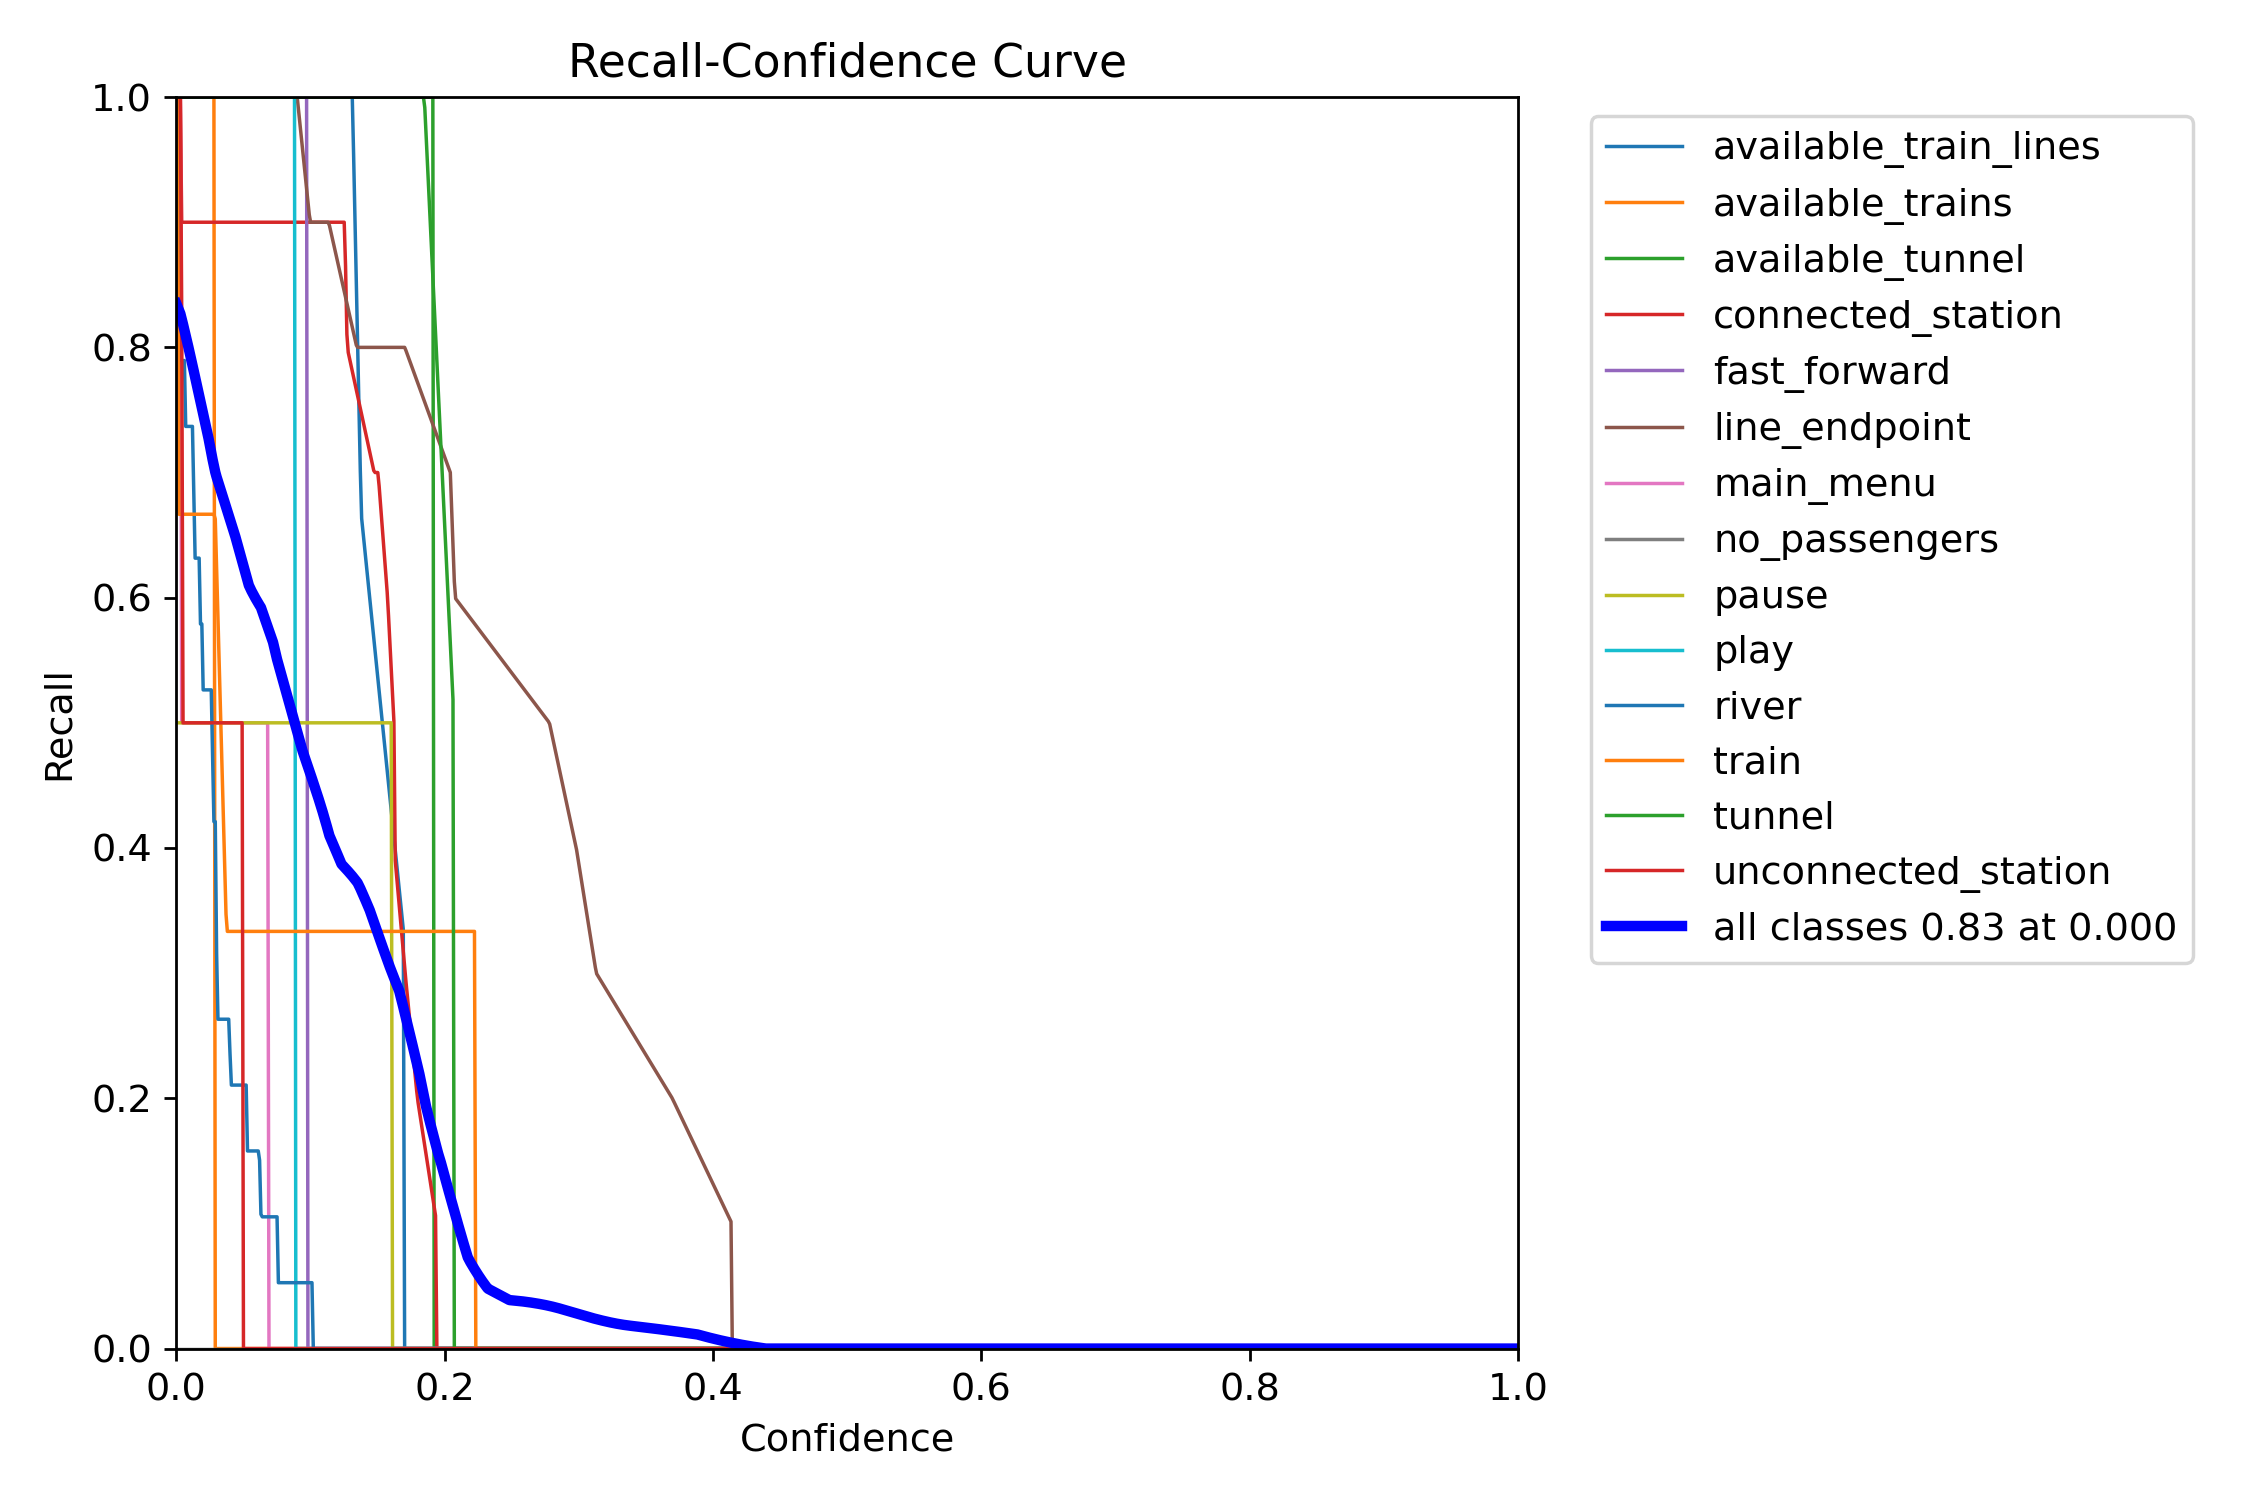 Recall-Confidence Curve
1.0
0.8
0.6
0.4
0.2
0.0
Recall
0.0 0.2 0.4 0.6 0.8 1.0
Confidence
available_train_lines
available_trains
available_tunnel
connected_station
fast_forward
line_endpoint
main_menu
no_passengers
pause
play
river
train
tunnel
unconnected_station
all classes 0.83 at 0.000